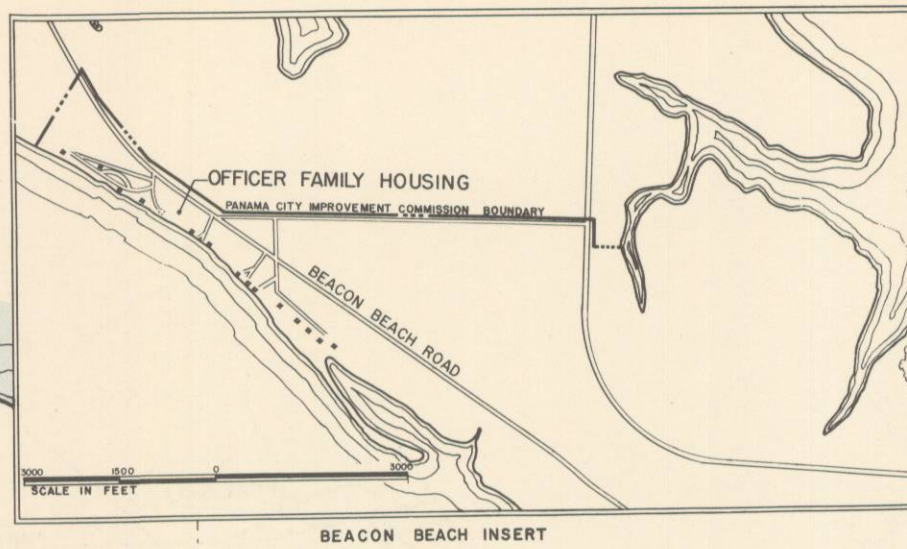 OFFICER FAMILY HOUSING
PANAMA CITY IMPROVEMENT COMMISSION BOUNDARY
BEACON BEACH ROAD
3000 1500 0 3000
SCALE IN FEET
BEACON BEACH INSERT